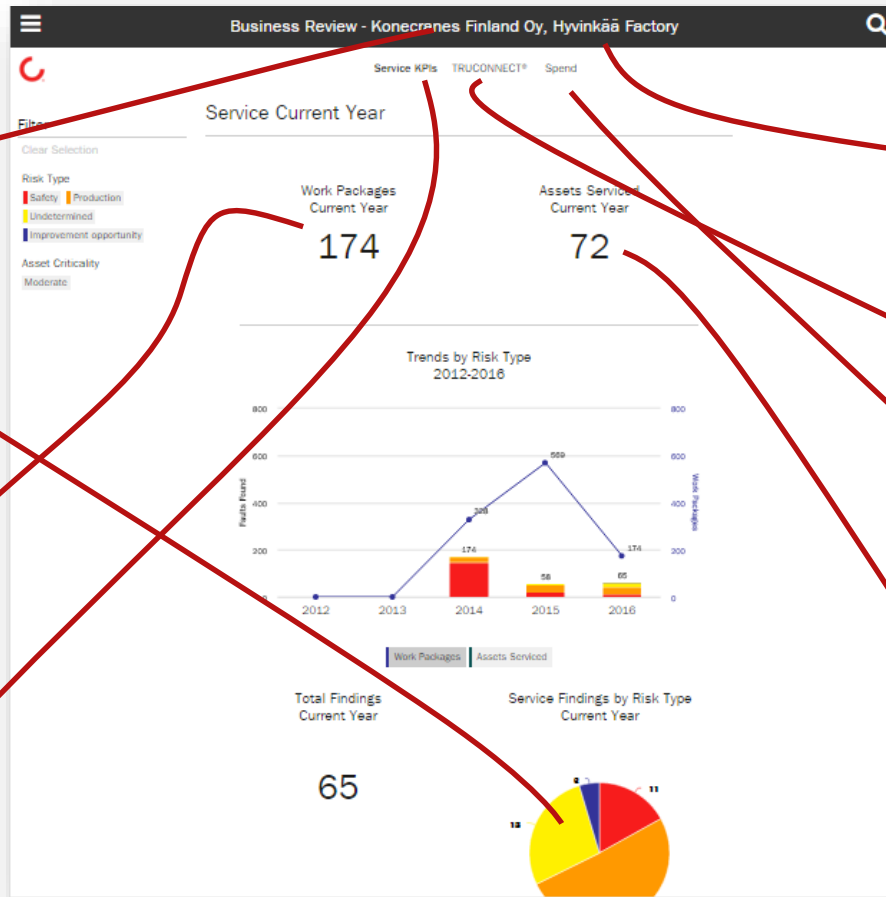 Business Review - Konecranes Finland Oy, Hyvinkää Factory
Service KPIs TRUCONNECT® Spend
Service Current Year
Filter
Clear Selection
Risk Type
Safety Production
Undetermined
Improvement opportunity
Asset Criticality
Moderate
Work Packages
Current Year
174
Assets Serviced
Current Year
72
Trends by Risk Type
2012-2016
Faults Found
Work Packages
800 800
600 600
400 400
200 200
0 0
569
174
174
58
65
2012 2013 2014 2015 2016
Work Packages Assets Serviced
Total Findings
Current Year
65
Service Findings by Risk Type
Current Year
11